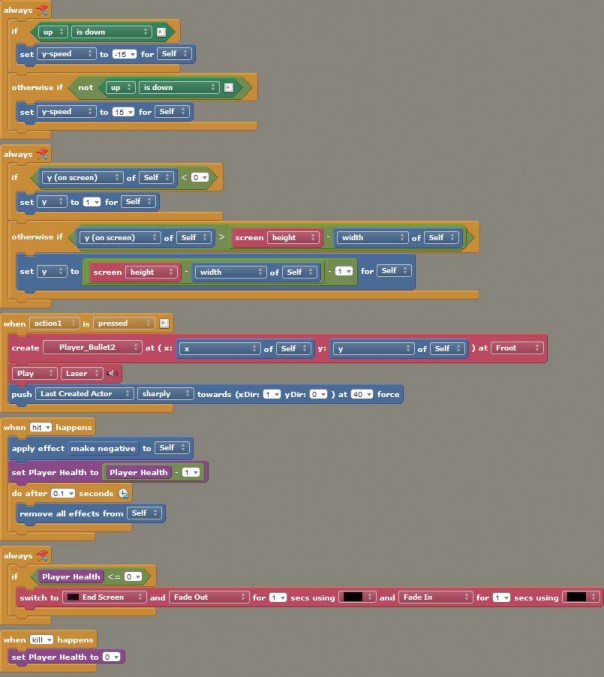 always
if up is down
set y-speed to -15 for Self
otherwise if not up is down
set y-speed to 15 for Self
always
if y (on screen) of Self < 0
set y to 1 for Self
otherwise if y (on screen) of Self > screen height - width of Self
set y to screen height - width of Self - 1 for Self
when action1 is pressed
create Player_Bullet2 at ( x: x of Self y: y of Self ) at Front
Play Laser
push Last Created Actor sharply towards (xDir: 1 yDir: 0 ) at 40 force
when hit happens
apply effect make negative to Self
set Player Health to Player Health - 1
do after 0.1 seconds
remove all effects from Self
always
if Player Health <= 0
switch to End Screen and Fade Out for 1 secs using and Fade In for 1 secs using
when kill happens
set Player Health to 0